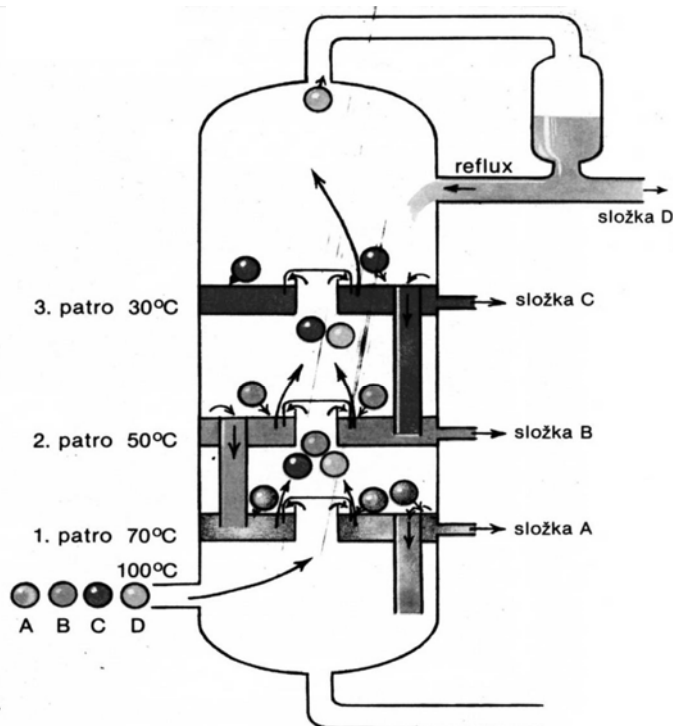 reflux
složka D
3. patro 30°C
složka C
2. patro 50°C
složka B
1. patro 70°C
složka A
100°C
A B C D